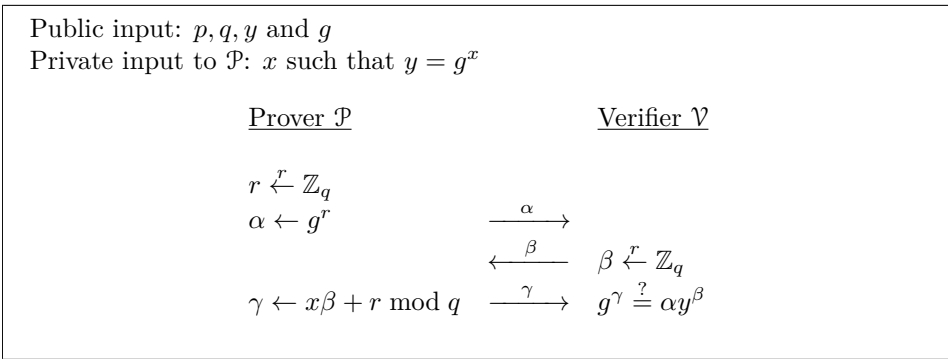 Public input: p, q, y and g
Private input to 𝒫: x such that y = g^x
Prover 𝒫 Verifier 𝒱
r ←^r ℤ_q
α ← g^r α
β β ←^r ℤ_q
γ ← xβ + r mod q γ g^γ ≟ αy^β